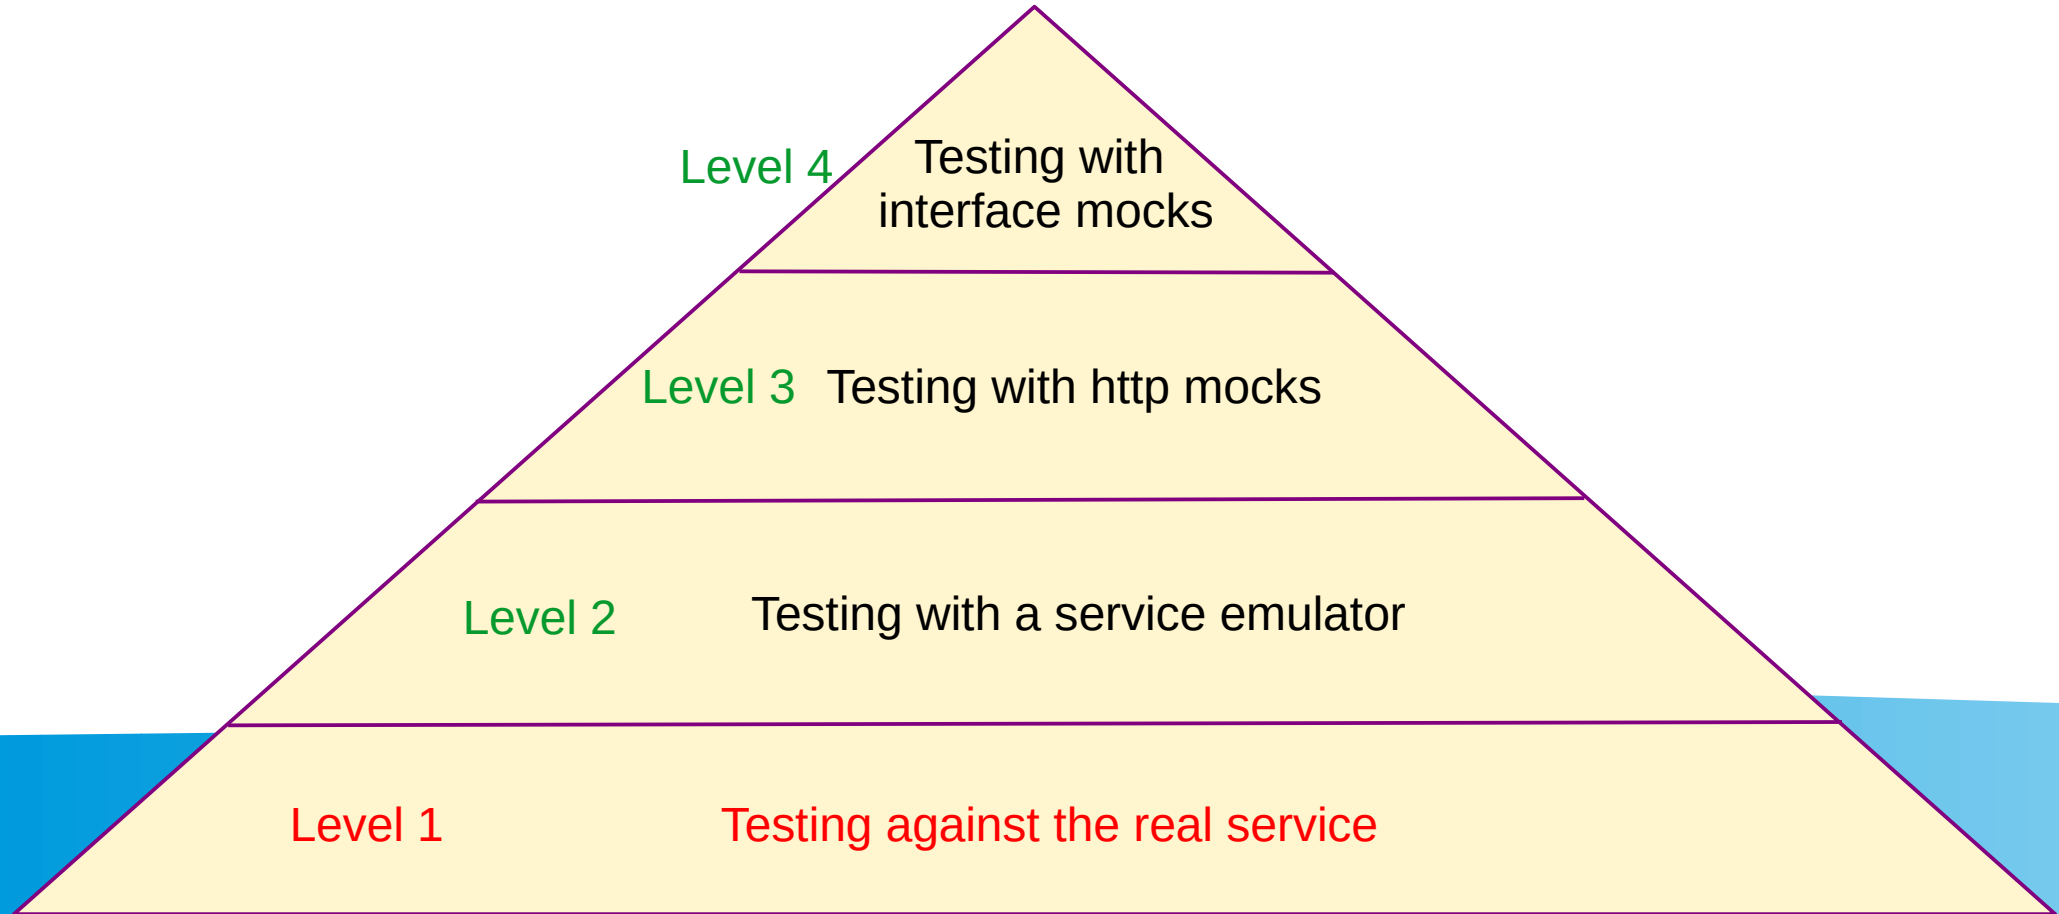 Level 4
Testing with
interface mocks
Level 3 Testing with http mocks
Level 2 Testing with a service emulator
Level 1 Testing against the real service